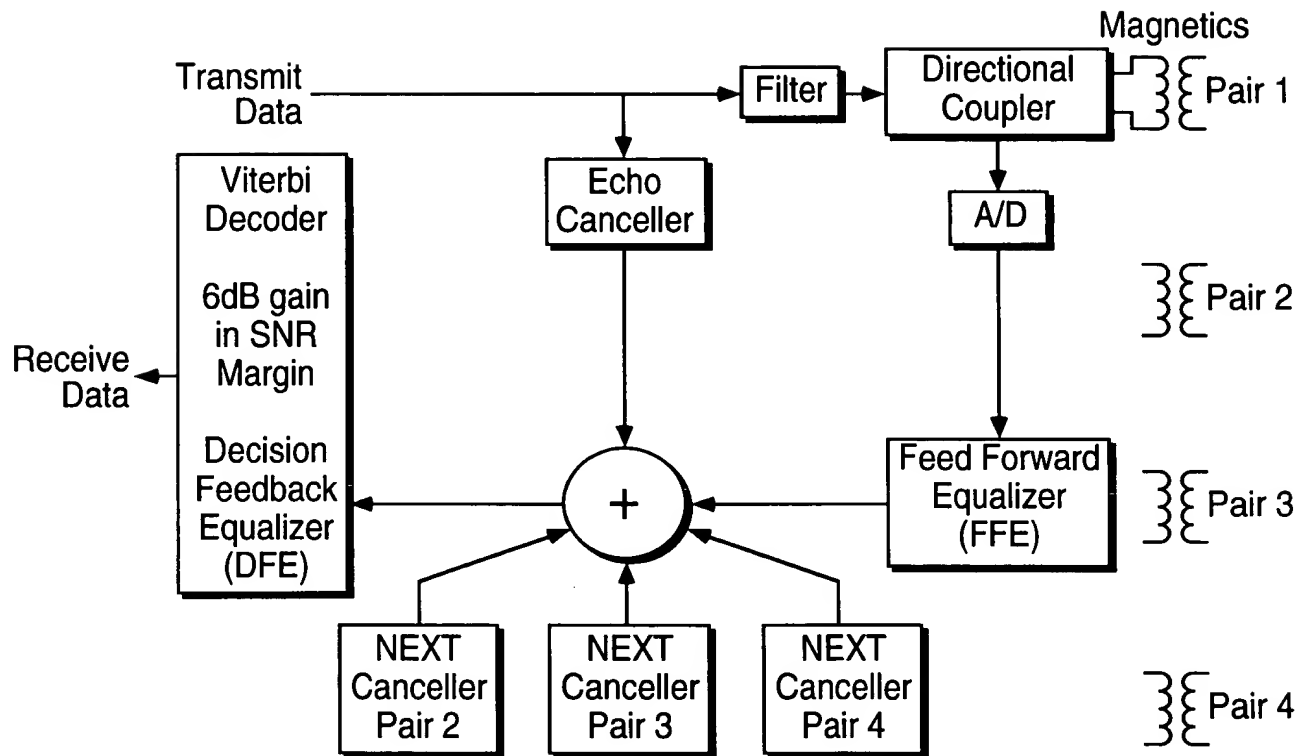 Magnetics
Transmit
Data
Filter
Directional
Coupler
Pair 1
Viterbi
Decoder
6dB gain
in SNR
Margin
Decision
Feedback
Equalizer
(DFE)
Echo
Canceller
A/D
Pair 2
Receive
Data
+
Feed Forward
Equalizer
(FFE)
Pair 3
NEXT
Canceller
Pair 2
NEXT
Canceller
Pair 3
NEXT
Canceller
Pair 4
Pair 4